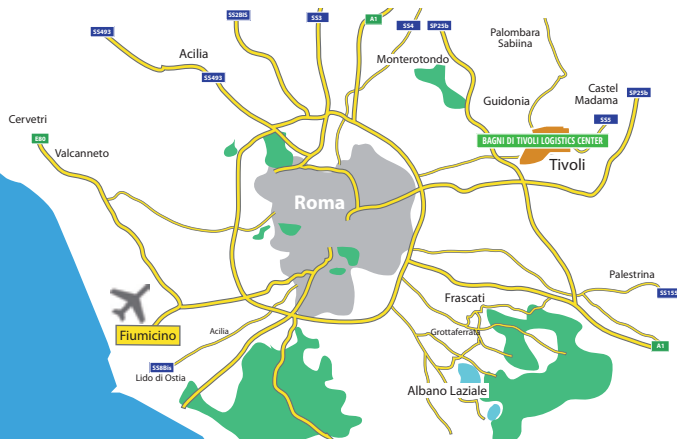 SS2BIS
SS3
A1
SS4
SP25b
SS493
Acilia
SS493
Monterotondo
Palombara
Sabiina
Guidonia
Castel
Madama
SP25b
SS5
Cervetri
E80
Valcanneto
BAGNI DI TIVOLI LOGISTICS CENTER
Tivoli
Roma
Palestrina
SS155
Frascati
Fiumicino
Acilia
Grottaferrata
A1
SS8Bis
Lido di Ostia
Albano Laziale